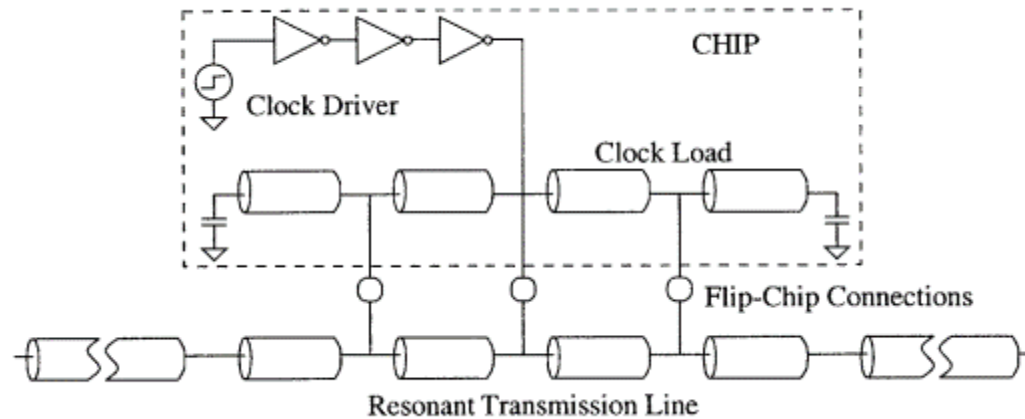 CHIP
Clock Driver
Clock Load
Flip-Chip Connections
Resonant Transmission Line